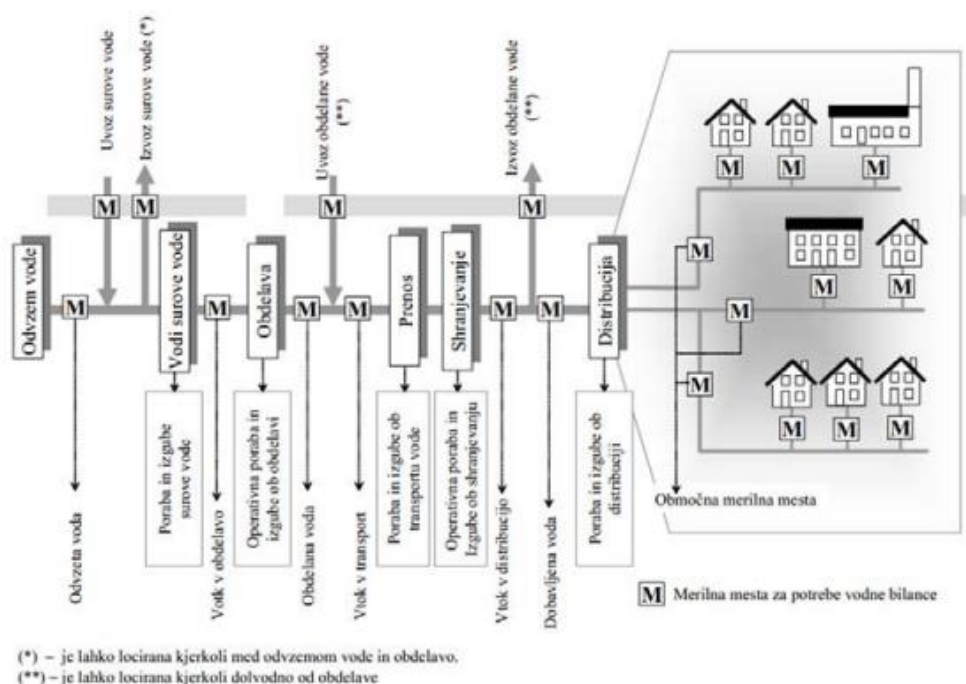 Uvoz surove vode
Izvoz surove vode (*)
Uvoz obdelane vode
(**)
Izvoz obdelane vode
(**)
M
M
M
M
M
M
M
M
M
M
M
M
M
Odvzem vode
M
Vodi surove vode
M
Obdelava
M
M
Prenos
Shranjevanje
M
M
Distribucija
M
M
M
M
M
Odvzeta voda
Poraba in izgube
surove vode
Votk v obdelavo
Operativna poraba in
izgube ob obdelavi
Obdelana voda
Vtok v transport
Poraba in izgube ob
transportu vode
Operativna poraba in
Izgube ob shranjevanju
Vtok v distribucijo
Dobavljena voda
Poraba in izgube ob
distribuciji
Območna merilna mesta
M Merilna mesta za potrebe vodne bilance
(*) – je lahko locirana kjerkoli med odvzemom vode in obdelavo.
(**) – je lahko locirana kjerkoli dolvodno od obdelave